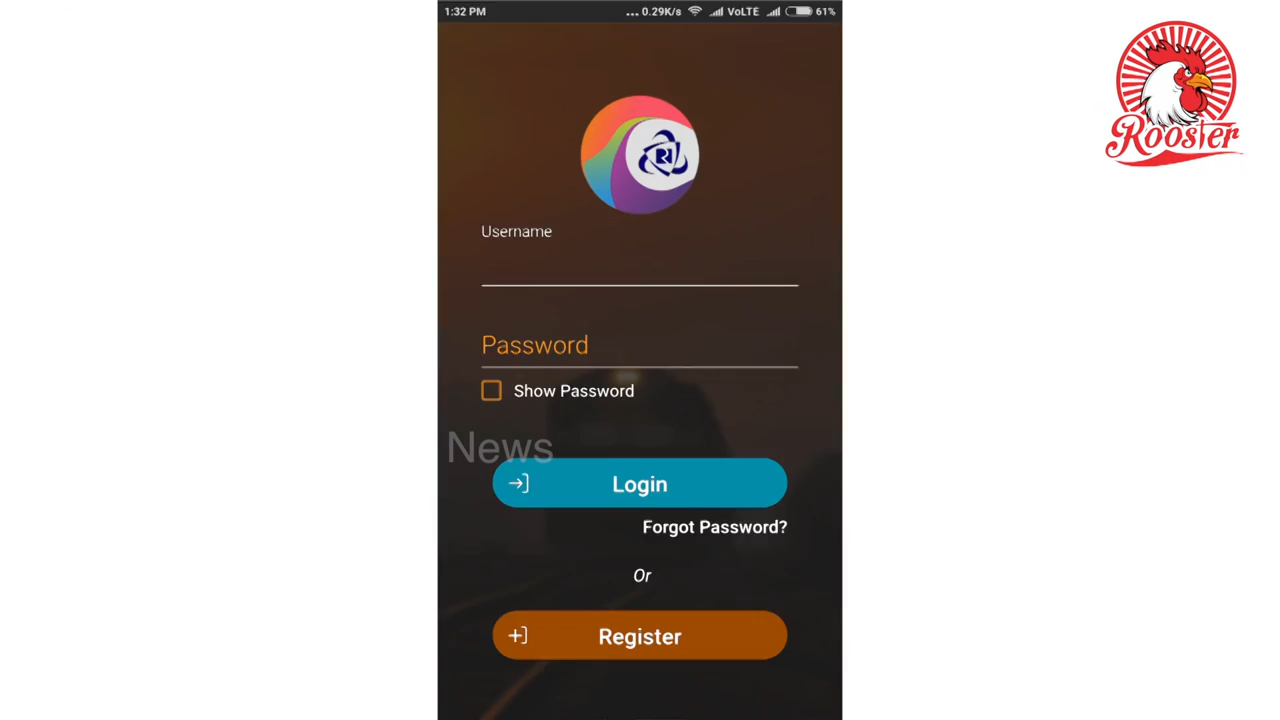 1:32 PM ... 0.29K/s VoLTE 61%
Rooster
Username
Password
Show Password
News
Login
Forgot Password?
Or
Register